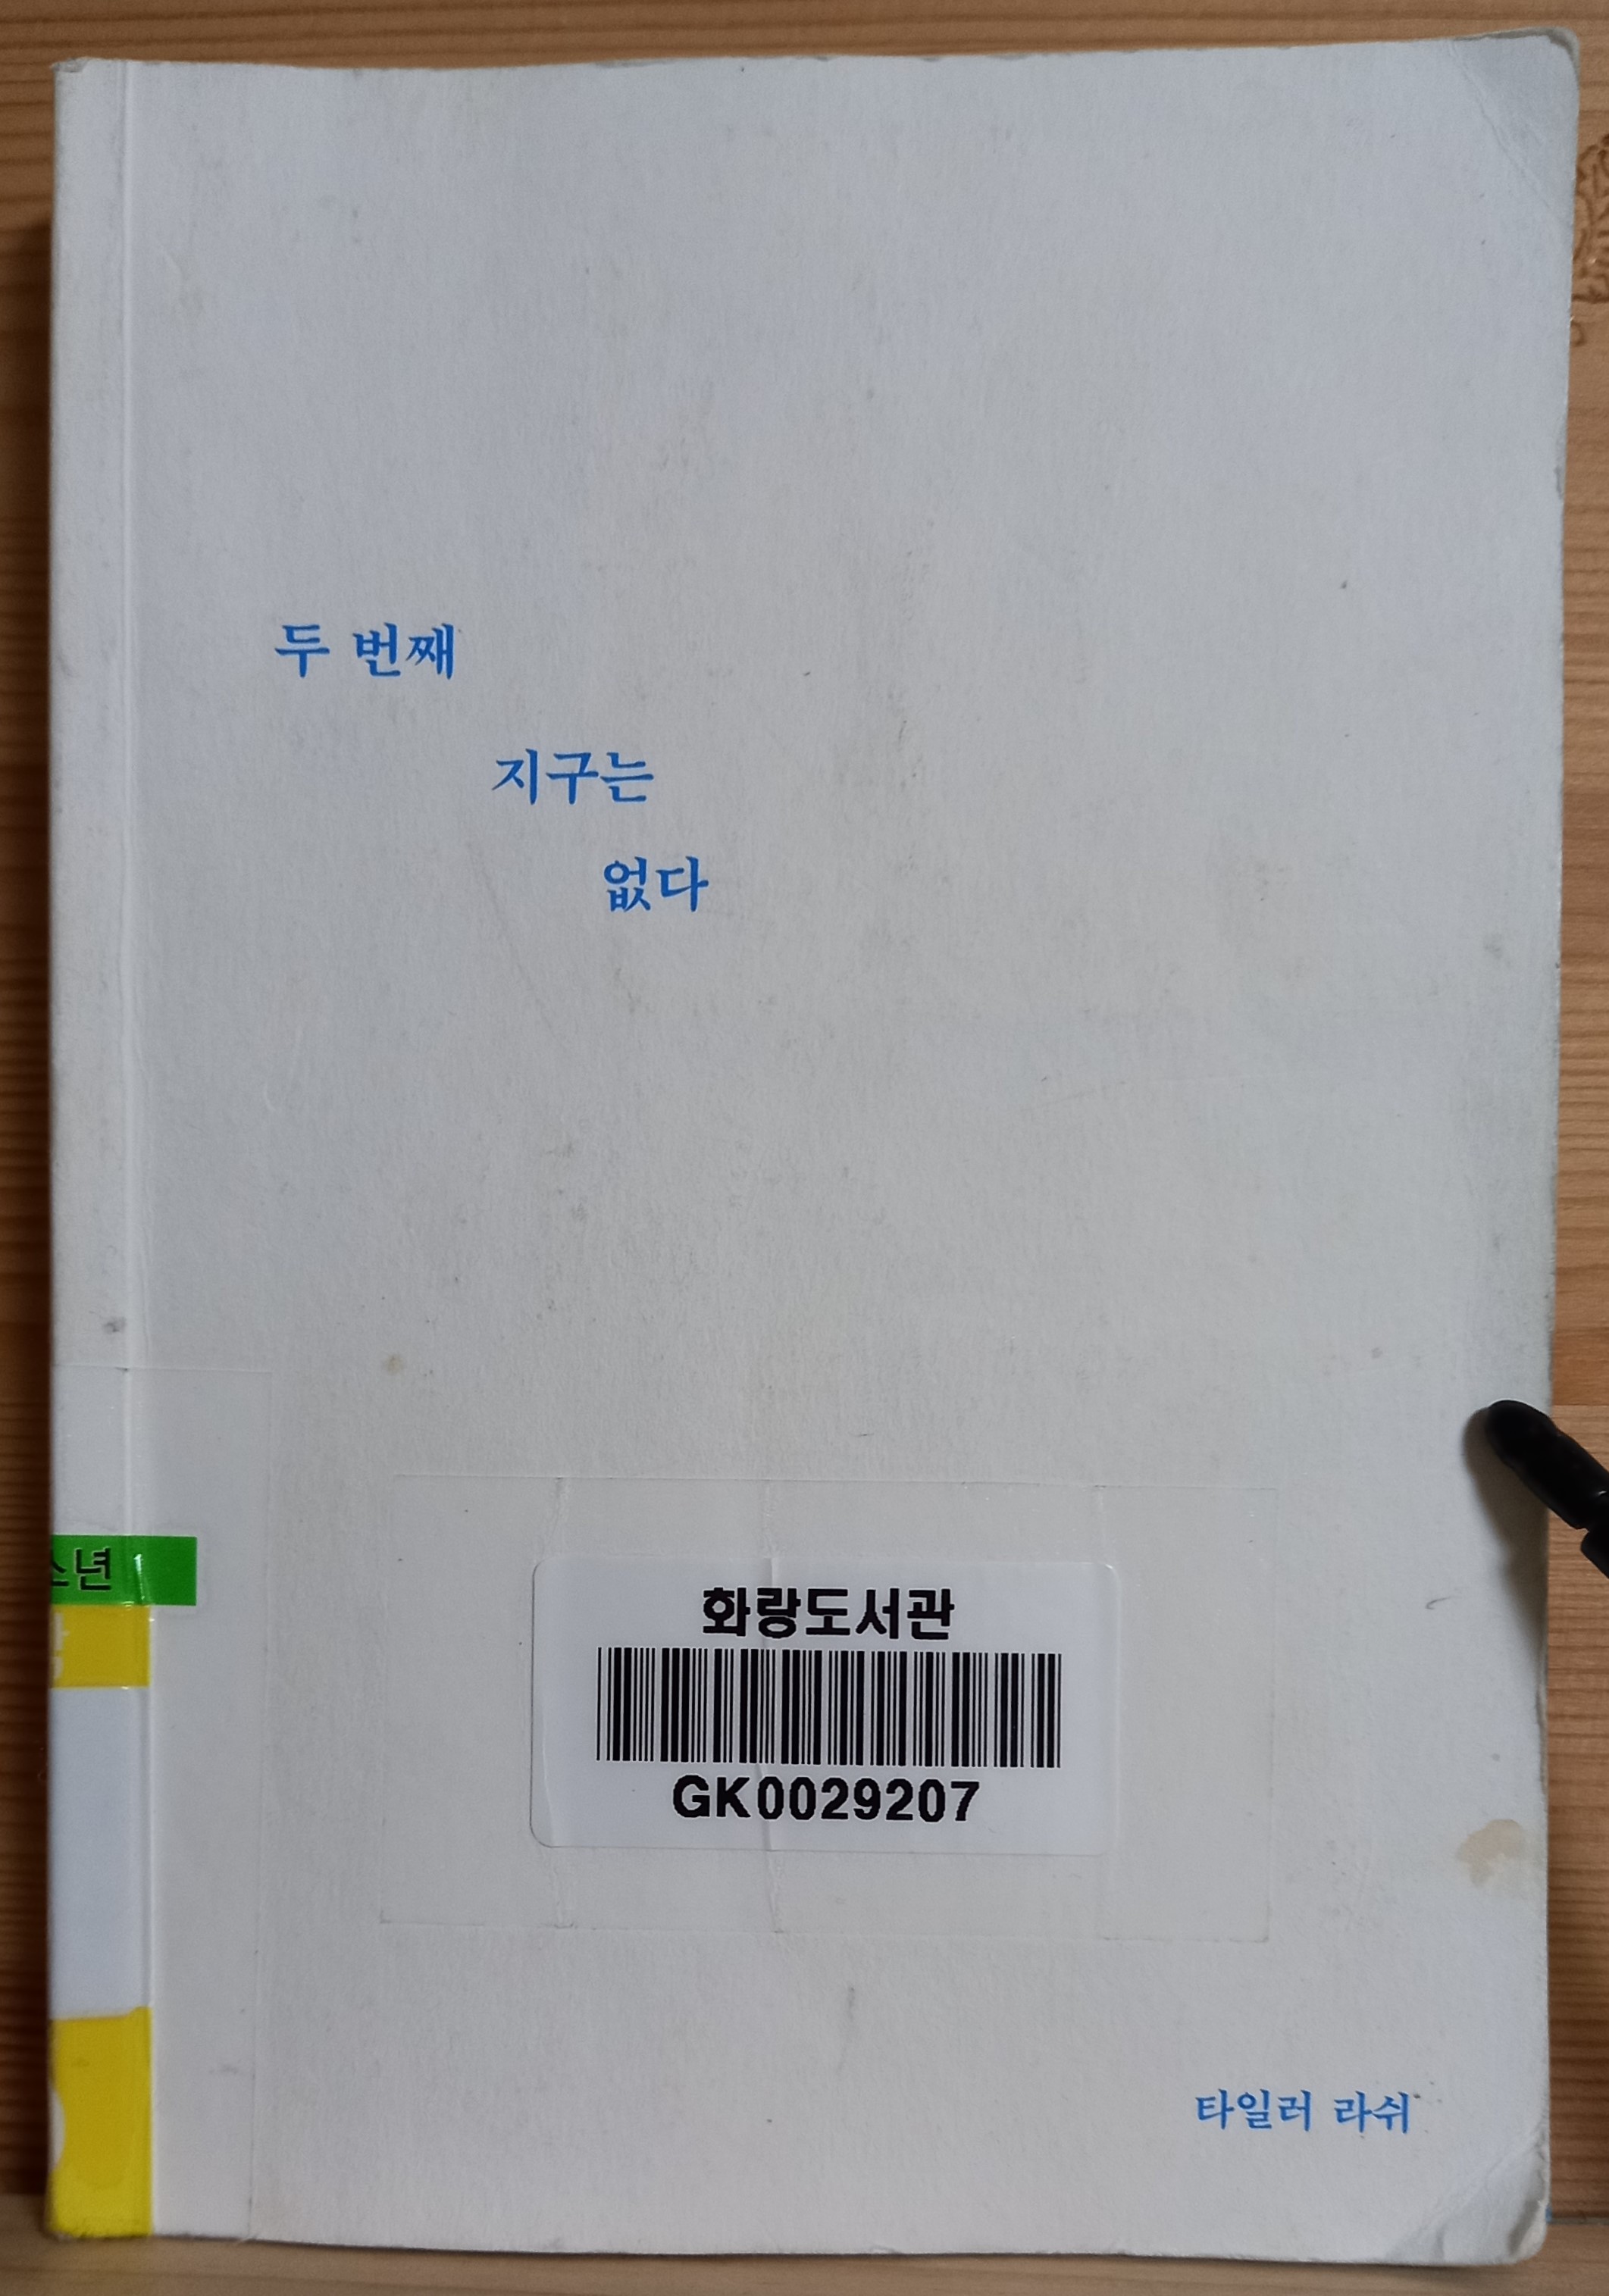 두 번째
지구는
없다
소년
화랑도서관
GK0029207
타일러 라쉬